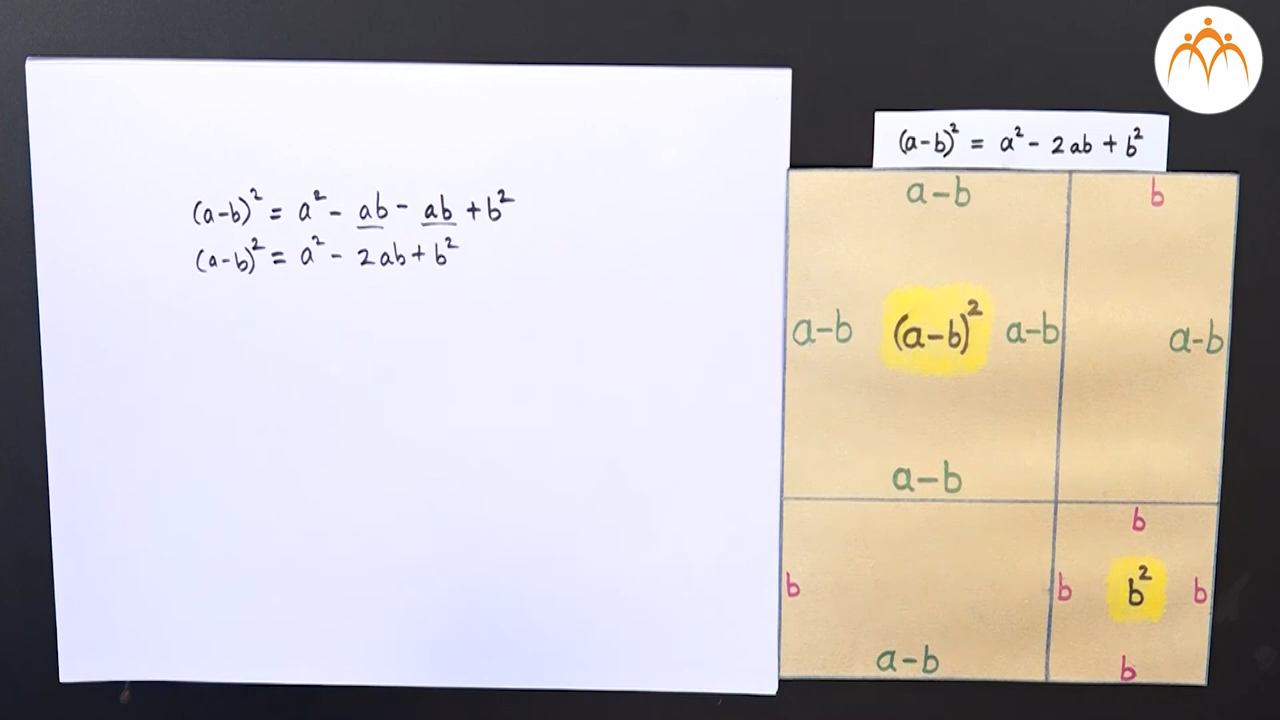 (a-b)² = a² - ab - ab + b²
(a-b)² = a² - 2ab + b²
(a-b)² = a² - 2ab + b²
a-b b
a-b (a-b)² a-b a-b
a-b
b
b b b² b
a-b b